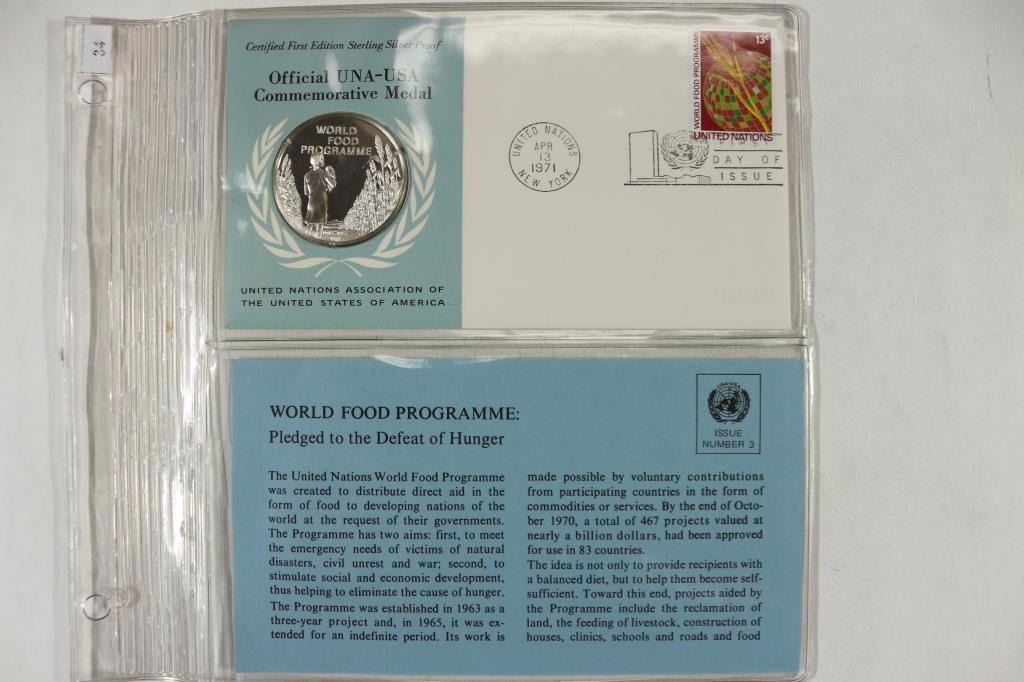 34
Certified First Edition Sterling Silver Proof
Official UNA-USA
Commemorative Medal
WORLD
FOOD
PROGRAMME
UNITED NATIONS ASSOCIATION OF
THE UNITED STATES OF AMERICA
UNITED NATIONS
APR
13
1971
NEW YORK
13c
WORLD FOOD PROGRAMME
UNITED NATIONS
FIRST
DAY OF
ISSUE
WORLD FOOD PROGRAMME:
Pledged to the Defeat of Hunger
UNA-USA
ISSUE
NUMBER 3
The United Nations World Food Programme
was created to distribute direct aid in the
form of food to developing nations of the
world at the request of their governments.
The Programme has two aims: first, to meet
the emergency needs of victims of natural
disasters, civil unrest and war; second, to
stimulate social and economic development,
thus helping to eliminate the cause of hunger.
The Programme was established in 1963 as a
three-year project and, in 1965, it was ex-
tended for an indefinite period. Its work is
made possible by voluntary contributions
from participating countries in the form of
commodities or services. By the end of Octo-
ber 1970, a total of 467 projects valued at
nearly a billion dollars, had been approved
for use in 83 countries.
The idea is not only to provide recipients with
a balanced diet, but to help them become self-
sufficient. Toward this end, projects aided by
the Programme include the reclamation of
land, the feeding of livestock, construction of
houses, clinics, schools and roads and food